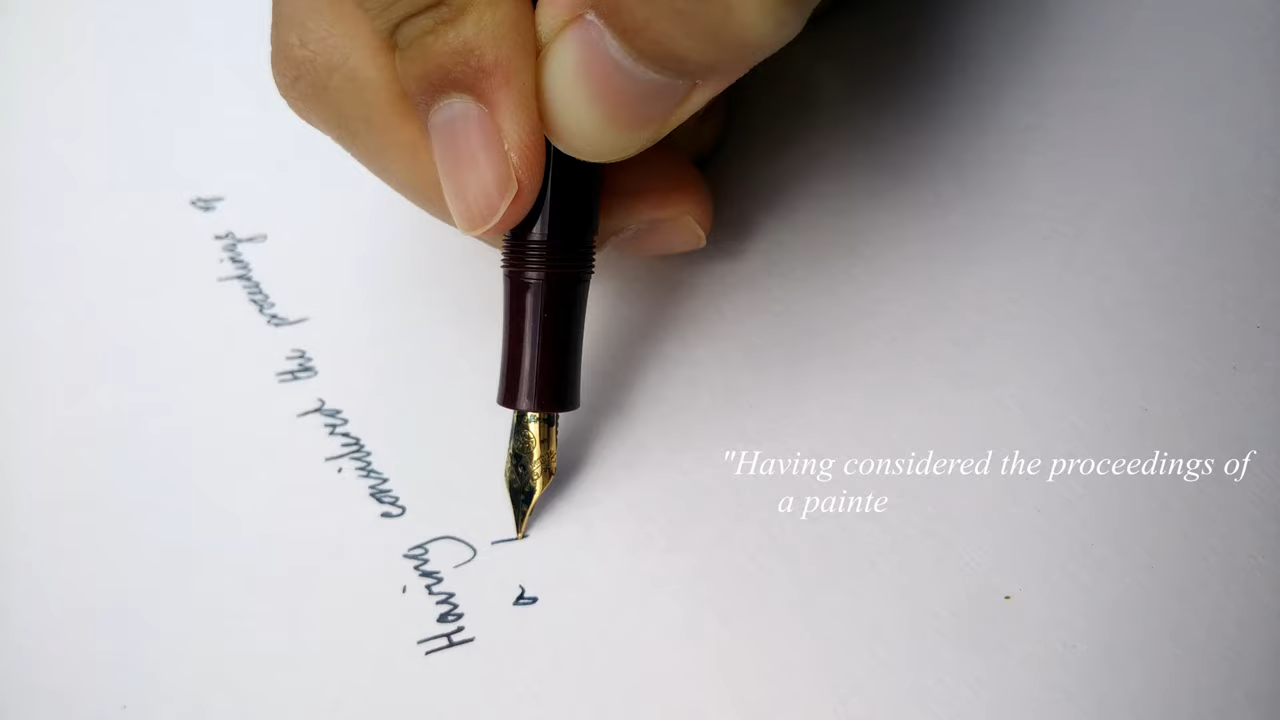 Having considered the proceedings of
a
"Having considered the proceedings of
a painte